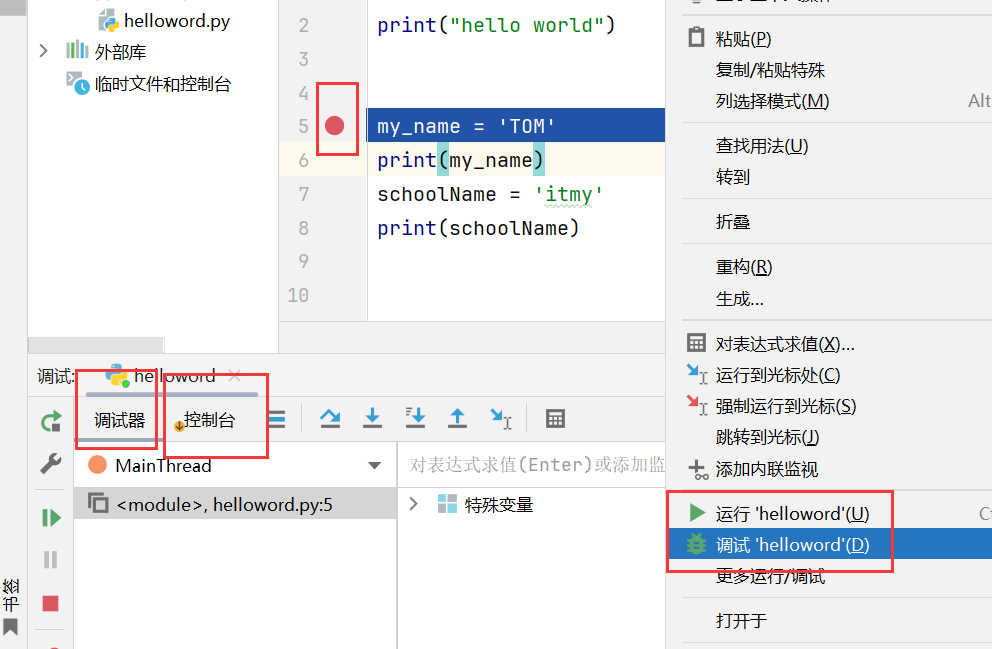 helloword.py
外部库
临时文件和控制台
2 print("hello world")
3
4
5 my_name = 'TOM'
6 print(my_name)
7 schoolName = 'itmy'
8 print(schoolName)
9
10
粘贴(P)
复制/粘贴特殊
列选择模式(M) Alt
查找用法(U)
转到
折叠
重构(R)
生成...
对表达式求值(X)...
运行到光标处(C)
强制运行到光标(S)
跳转到光标(J)
添加内联监视
运行 'helloword'(U)
调试 'helloword'(D)
更多运行/调试
打开于
调试: helloword
调试器 控制台
MainThread
对表达式求值(Enter)或添加监
<module>, helloword.py:5
特殊变量
书签